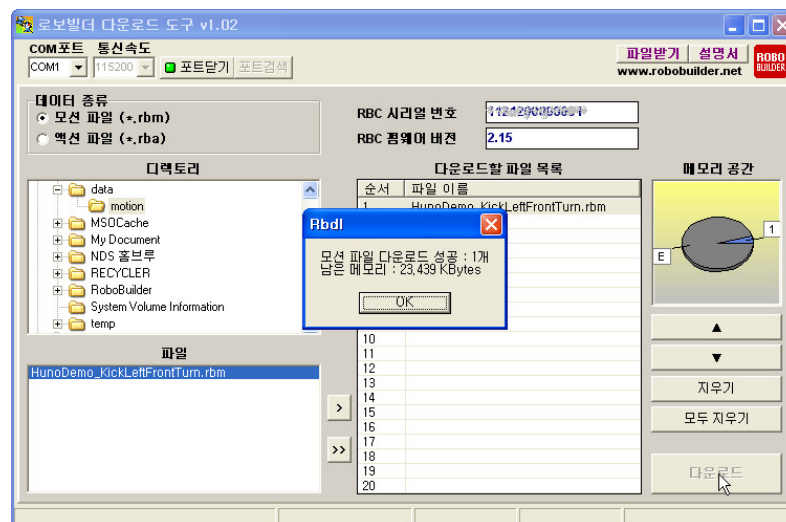 로보빌더 다운로드 도구 v1.02
COM포트 통신속도
COM1 115200 포트닫기 포트검색
파일받기 설명서
www.robobuilder.net
ROBO
BUILDER
데이터 종류
모션 파일 (*.rbm)
액션 파일 (*.rba)
RBC 시리얼 번호
RBC 펌웨어 버젼 2.15
디렉토리
다운로드할 파일 목록
메모리 공간
data
motion
MSOCache
My Document
NDS 홈브루
RECYCLER
RoboBuilder
System Volume Information
temp
순서 파일 이름
1 HunoDemo_KickLeftFrontTurn.rbm
Rbdl
모션 파일 다운로드 성공 : 1개
남은 메모리 : 23,439 KBytes
OK
1
E
10
11
12
13
14
15
16
17
18
19
20
파일
HunoDemo_KickLeftFrontTurn.rbm
>
>>
▲
▼
지우기
모두 지우기
다운로드